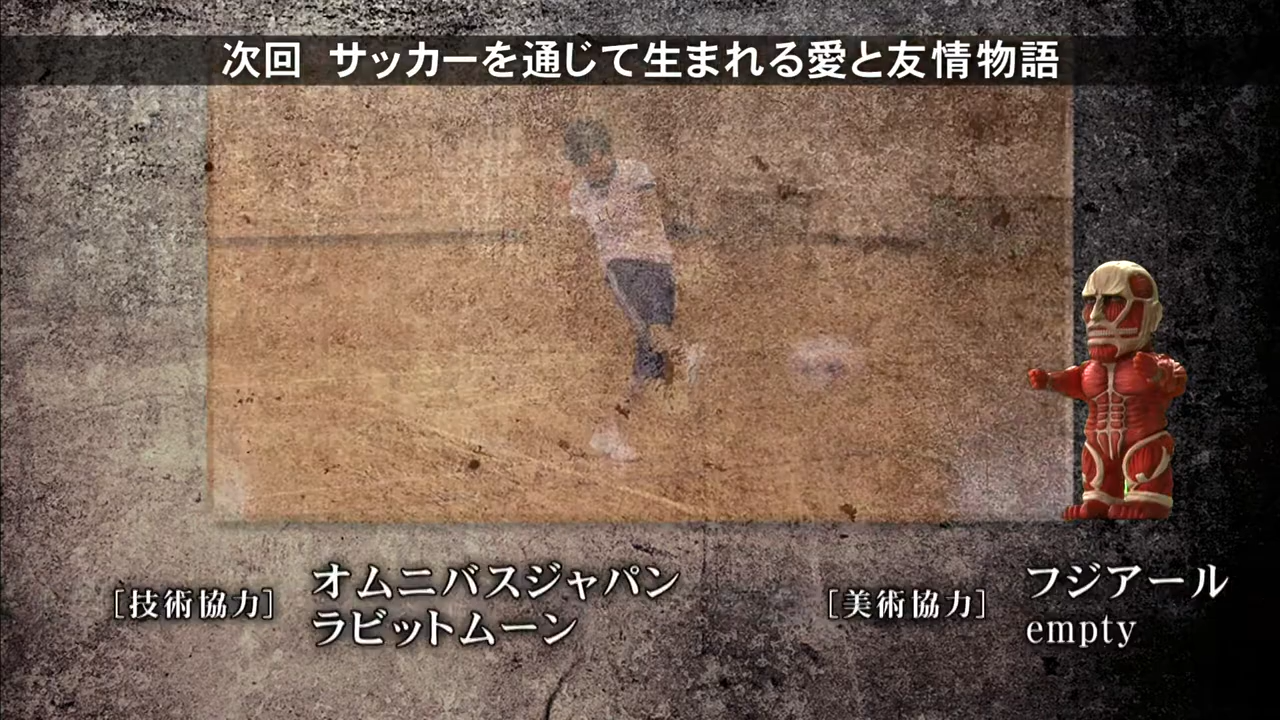 次回 サッカーを通じて生まれる愛と友情物語
[技術協力]
オムニバスジャパン
ラビットムーン
[美術協力]
フジアール
empty